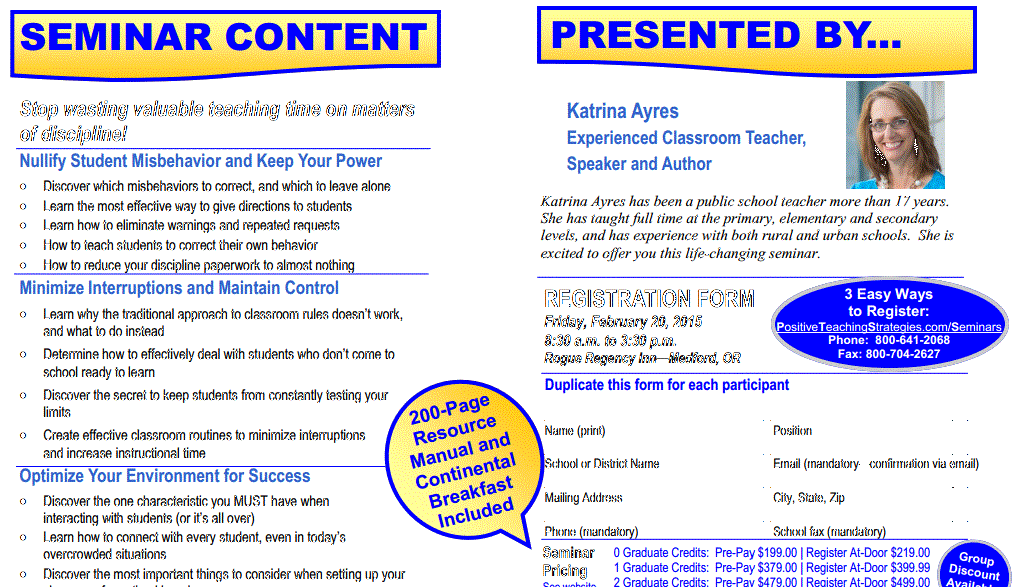 SEMINAR CONTENT
Stop wasting valuable teaching time on matters
of discipline!
Nullify Student Misbehavior and Keep Your Power
○ Discover which misbehaviors to correct, and which to leave alone
○ Learn the most effective way to give directions to students
○ Learn how to eliminate warnings and repeated requests
○ How to teach students to correct their own behavior
○ How to reduce your discipline paperwork to almost nothing
Minimize Interruptions and Maintain Control
○ Learn why the traditional approach to classroom rules doesn't work,
and what to do instead
○ Determine how to effectively deal with students who don't come to
school ready to learn
○ Discover the secret to keep students from constantly testing your
limits
○ Create effective classroom routines to minimize interruptions
and increase instructional time
Optimize Your Environment for Success
○ Discover the one characteristic you MUST have when
interacting with students (or it's all over)
○ Learn how to connect with every student, even in today's
overcrowded situations
○ Discover the most important things to consider when setting up your
200-Page
Resource
Manual and
Continental
Breakfast
Included
PRESENTED BY...
Katrina Ayres
Experienced Classroom Teacher,
Speaker and Author
Katrina Ayres has been a public school teacher more than 17 years.
She has taught full time at the primary, elementary and secondary
levels, and has experience with both rural and urban schools. She is
excited to offer you this life-changing seminar.
REGISTRATION FORM
Friday, February 20, 2015
8:30 a.m. to 3:30 p.m.
Rogue Regency Inn—Medford, OR
3 Easy Ways
to Register:
PositiveTeachingStrategies.com/Seminars
Phone: 800-641-2068
Fax: 800-704-2627
Duplicate this form for each participant
Name (print) Position
School or District Name Email (mandatory- confirmation via email)
Mailing Address City, State, Zip
Phone (mandatory) School fax (mandatory)
Seminar 0 Graduate Credits: Pre-Pay $199.00 | Register At-Door $219.00
Pricing 1 Graduate Credits: Pre-Pay $379.00 | Register At-Door $399.99
See website 2 Graduate Credits: Pre-Pay $479.00 | Register At-Door $499.00
Group
Discount